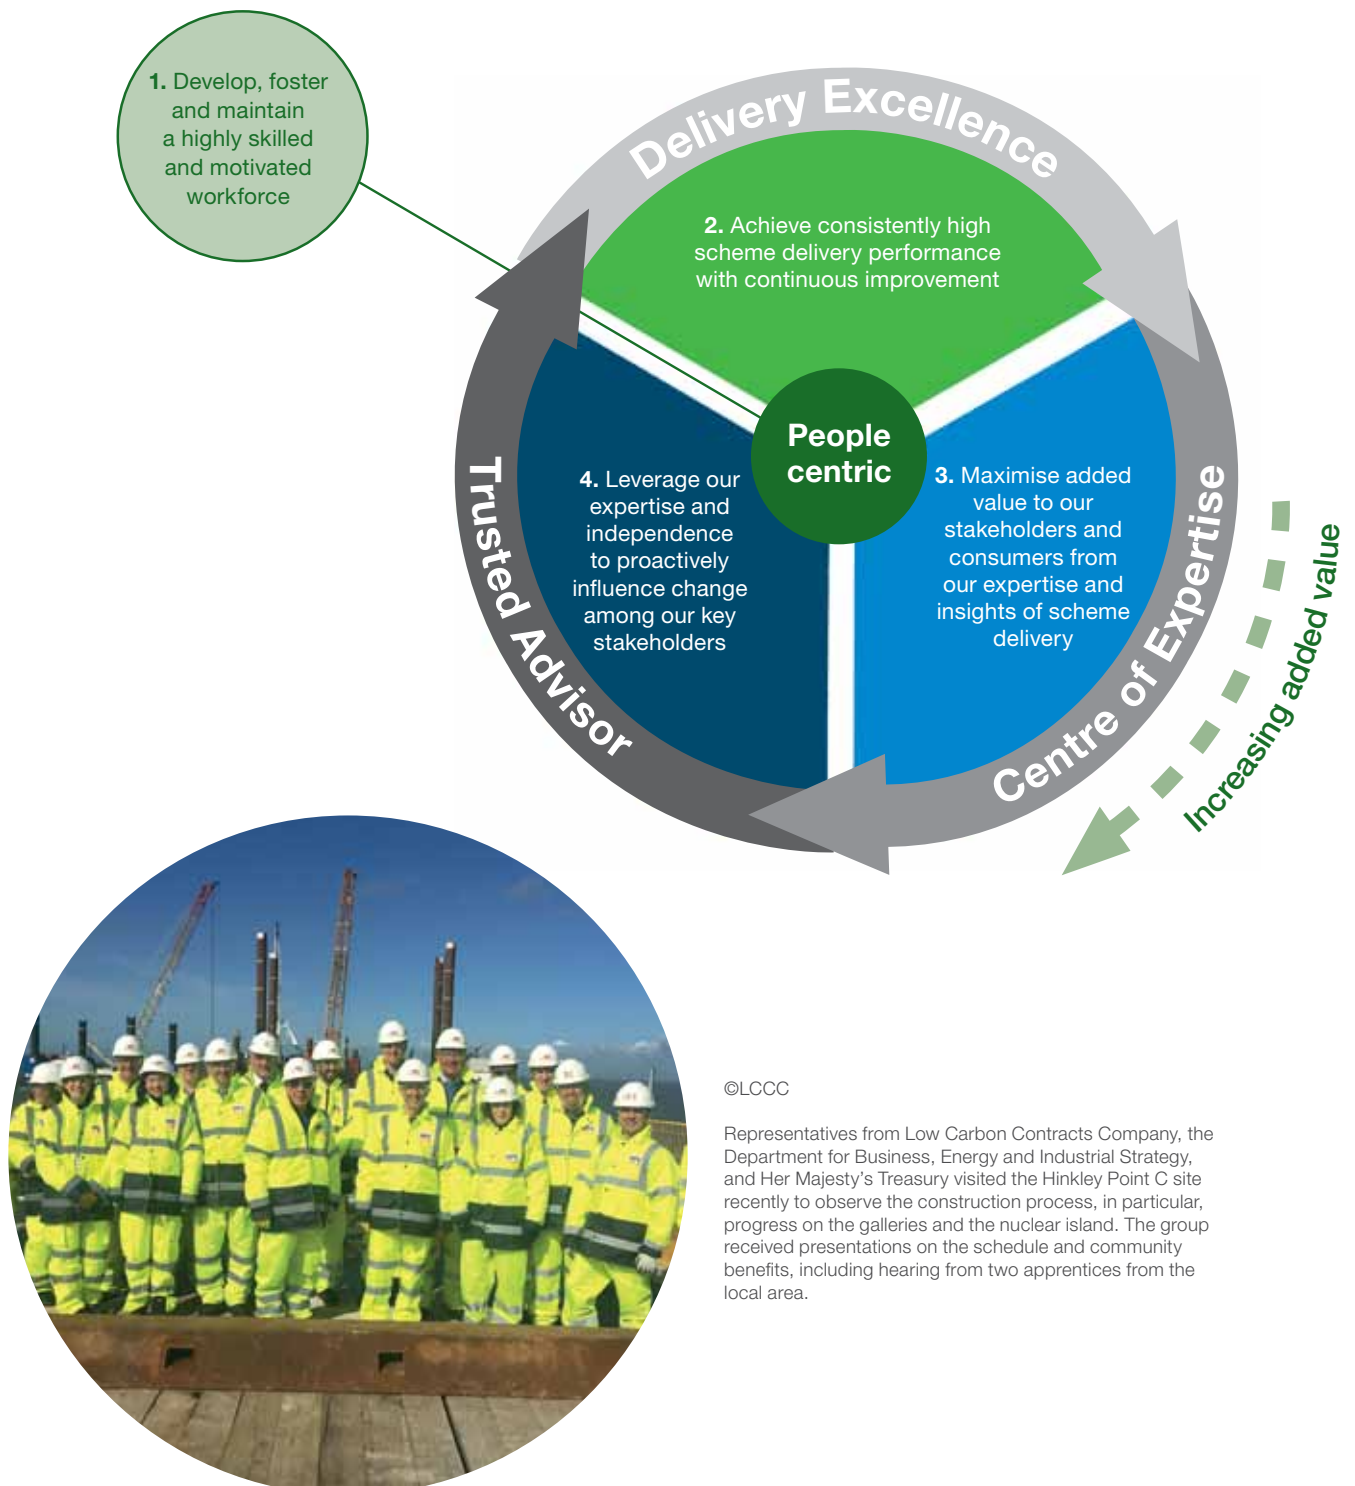 1. Develop, foster
and maintain
a highly skilled
and motivated
workforce
Delivery Excellence
2. Achieve consistently high
scheme delivery performance
with continuous improvement
People
centric
3. Maximise added
value to our
stakeholders and
consumers from
our expertise and
insights of scheme
delivery
Centre of Expertise
Increasing added value
4. Leverage our
expertise and
independence
to proactively
influence change
among our key
stakeholders
Trusted Advisor
©LCCC
Representatives from Low Carbon Contracts Company, the
Department for Business, Energy and Industrial Strategy,
and Her Majesty’s Treasury visited the Hinkley Point C site
recently to observe the construction process, in particular,
progress on the galleries and the nuclear island. The group
received presentations on the schedule and community
benefits, including hearing from two apprentices from the
local area.